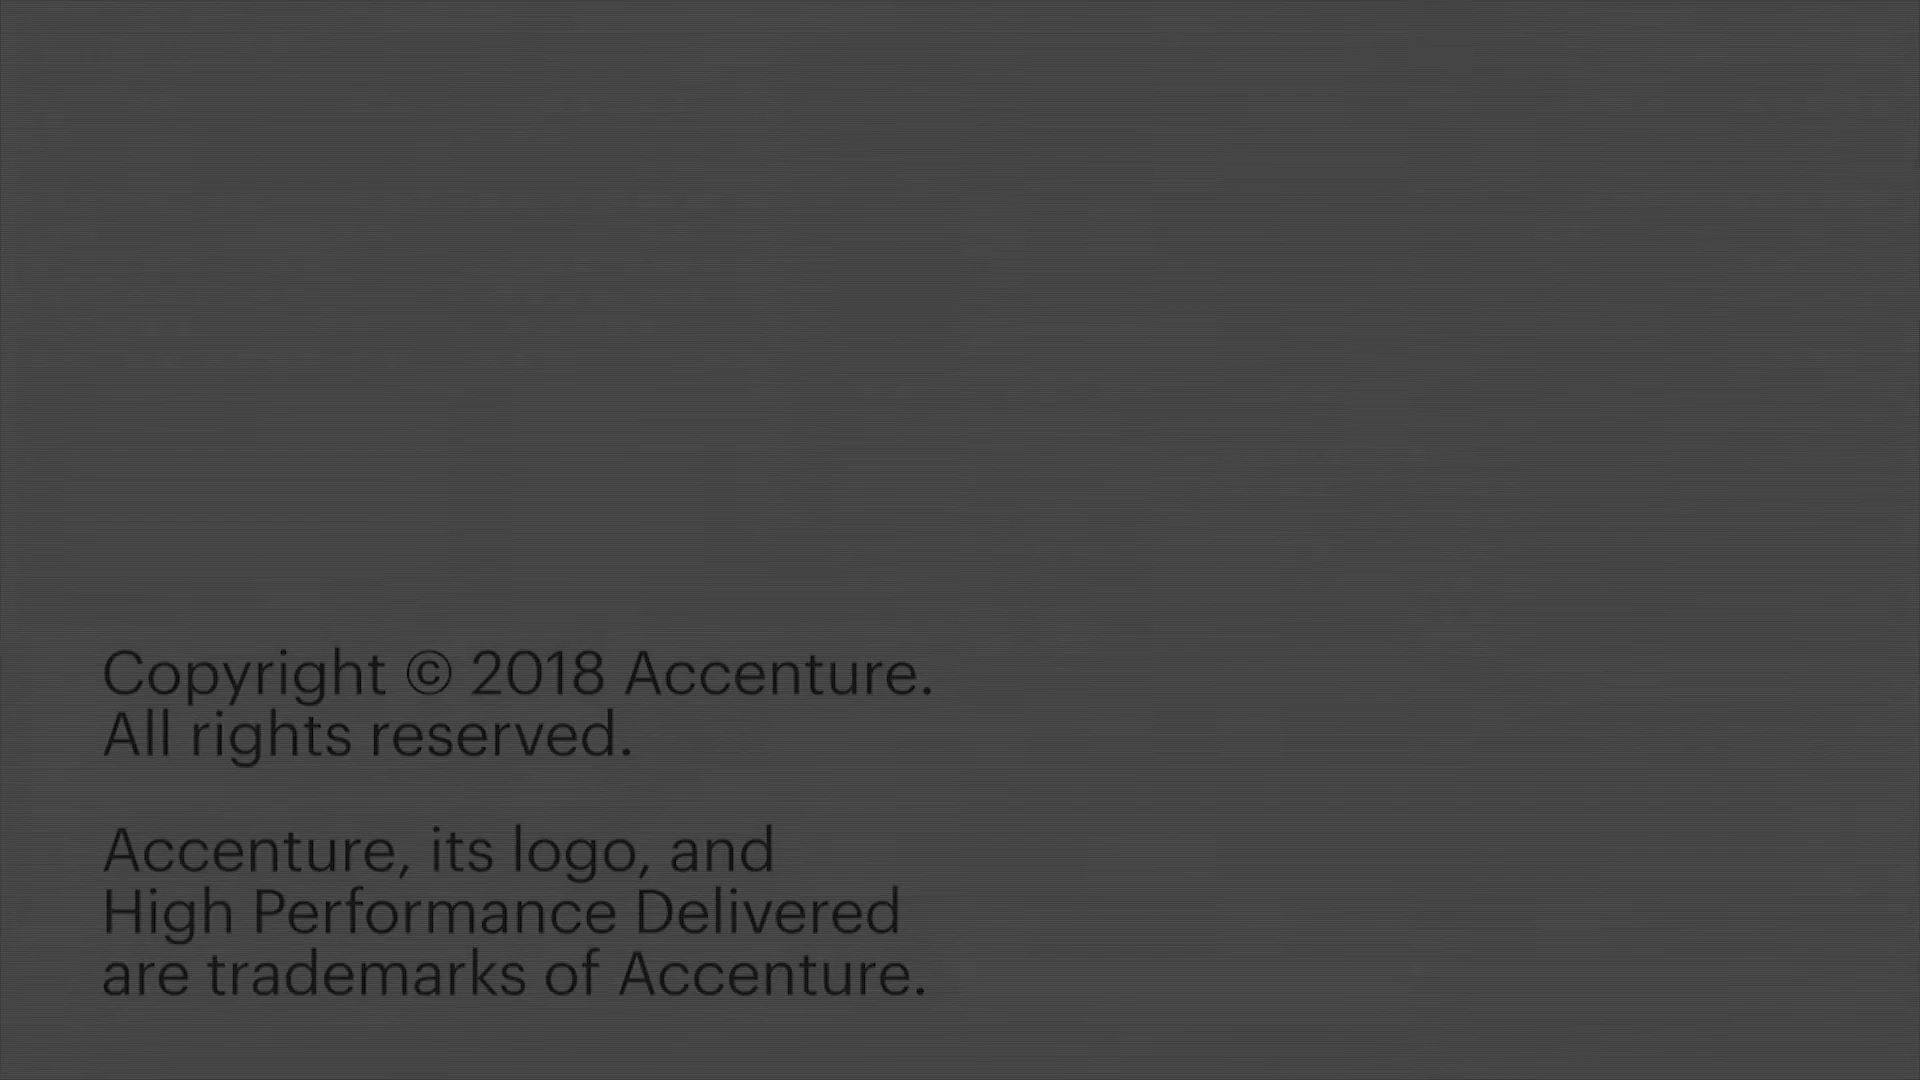 Copyright © 2018 Accenture.
All rights reserved.
Accenture, its logo, and
High Performance Delivered
are trademarks of Accenture.